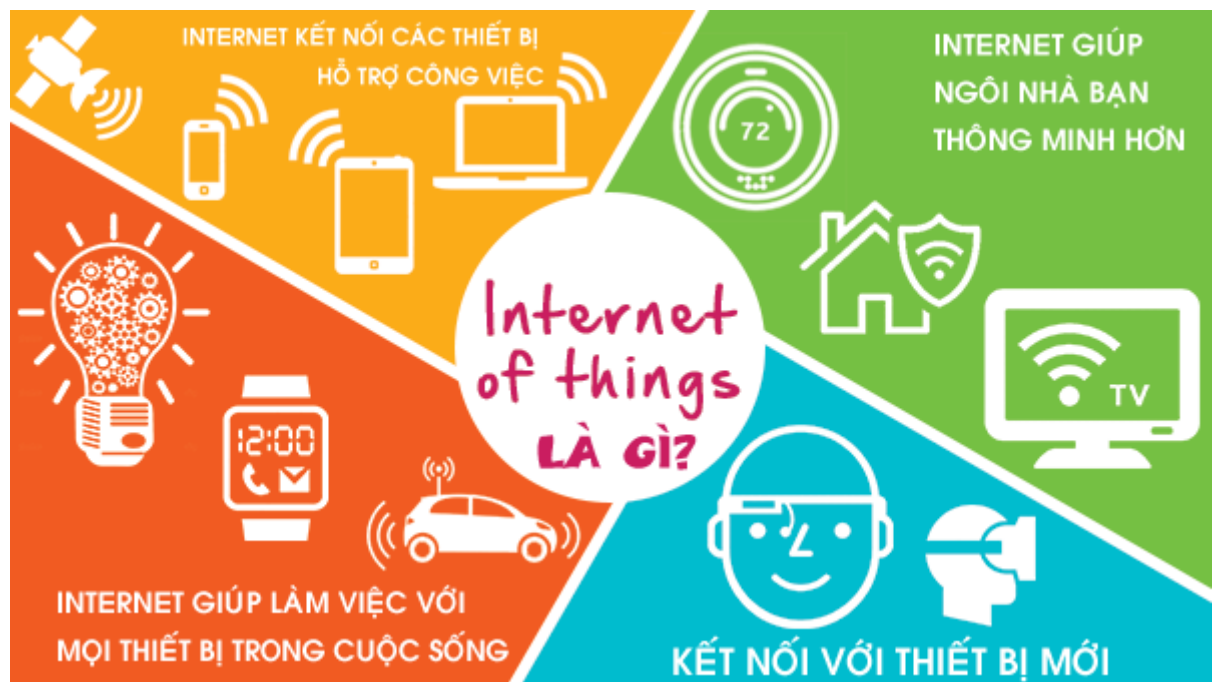 INTERNET KẾT NỐI CÁC THIẾT BỊ
HỖ TRỢ CÔNG VIỆC
INTERNET GIÚP
NGÔI NHÀ BẠN
THÔNG MINH HƠN
72
TV
Internet
of things
LÀ GÌ?
12:00
INTERNET GIÚP LÀM VIỆC VỚI
MỌI THIẾT BỊ TRONG CUỘC SỐNG
KẾT NỐI VỚI THIẾT BỊ MỚI